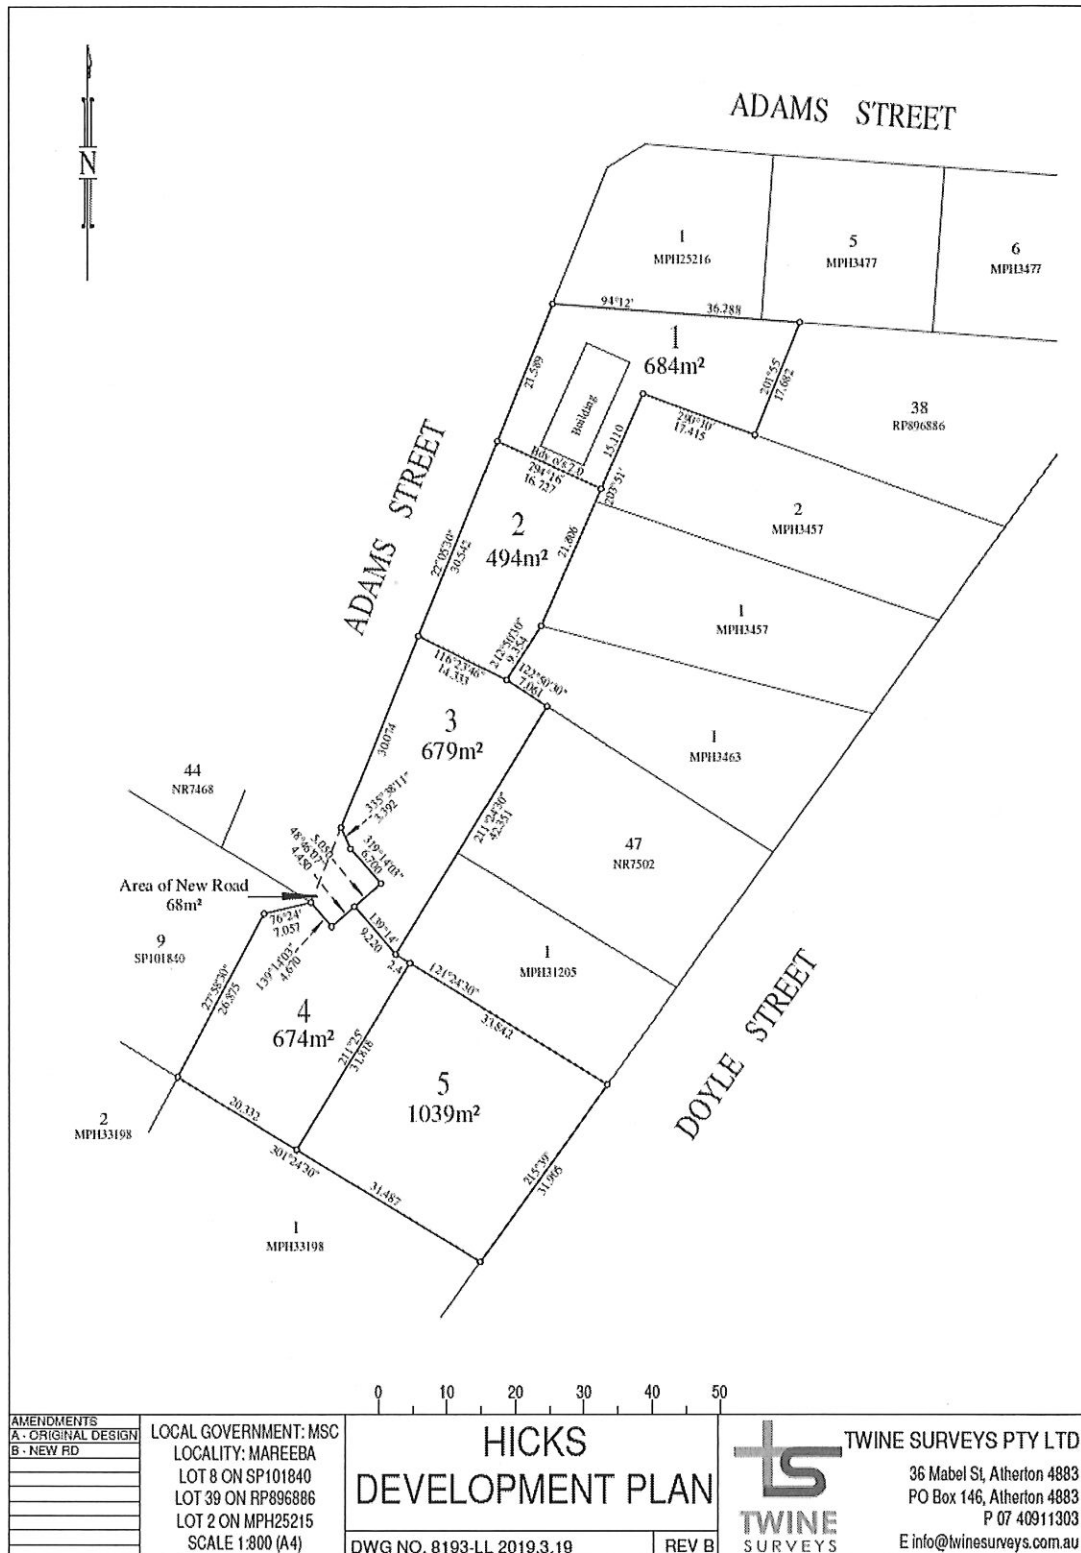 N
ADAMS STREET
1
MPH25216
5
MPH3477
6
MPH3477
94°12'
36.788
1
684m²
21.589
Building
201°55'
17.682
290°10'
17.415
15.110
203°51'
Bdy o/s 2.0
294°16'
16.727
38
RP896886
ADAMS STREET
2
494m²
22°05'30"
30.542
21.806
2
MPH3457
1
MPH3457
212°50'30"
9.354
116°23'46"
14.333
122°50'30"
7.061
3
679m²
30.074
1
MPH3463
44
NR7468
335°38'11"
3.392
319°14'03"
6.700
5.050
48°46'07"
4.450
211°24'30"
42.351
47
NR7502
Area of New Road
68m²
76°24'
7.057
139°14'03"
4.670
139°14'
9.220
2.4
9
SP101840
27°58'30"
26.875
1
MPH31205
121°24'30"
33.842
4
674m²
211°25'
31.818
5
1039m²
DOYLE STREET
2
MPH33198
20.332
301°24'30"
31.487
215°39'
31.905
1
MPH33198
0 10 20 30 40 50
AMENDMENTS
A - ORIGINAL DESIGN
B - NEW RD
LOCAL GOVERNMENT: MSC
LOCALITY: MAREEBA
LOT 8 ON SP101840
LOT 39 ON RP896886
LOT 2 ON MPH25215
SCALE 1:800 (A4)
HICKS
DEVELOPMENT PLAN
DWG NO. 8193-LL 2019.3.19
REV B
ts
TWINE
SURVEYS
TWINE SURVEYS PTY LTD
36 Mabel St, Atherton 4883
PO Box 146, Atherton 4883
P 07 40911303
E info@twinesurveys.com.au